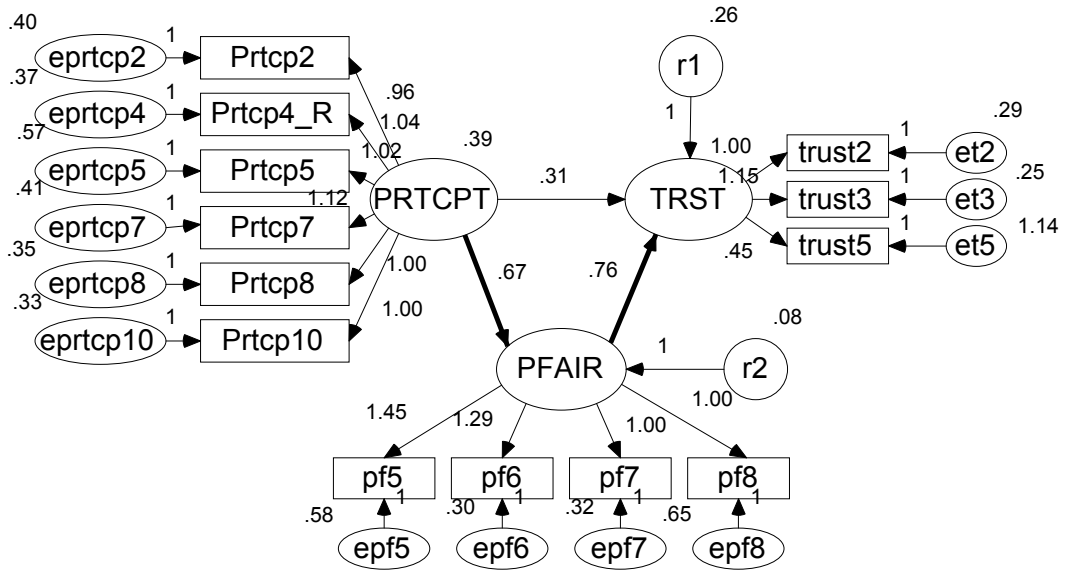 .40
eprtcp2 1 Prtcp2
.37
eprtcp4 1 Prtcp4_R
.57
eprtcp5 1 Prtcp5
.41
eprtcp7 1 Prtcp7
.35
eprtcp8 1 Prtcp8
.33
eprtcp10 1 Prtcp10
.96
1.04
1.02
1.12
1.00
1.00
.39
PRTCPT
.31
.67
.76
.26
r1
1
TRST
1.00
1.15
.45
trust2 1 et2 .29
trust3 1 et3 .25
trust5 1 et5 1.14
PFAIR
1
r2
.08
1.45
1.29
1.00
1.00
pf5 pf6 pf7 pf8
1 1 1 1
.58 .30 .32 .65
epf5 epf6 epf7 epf8